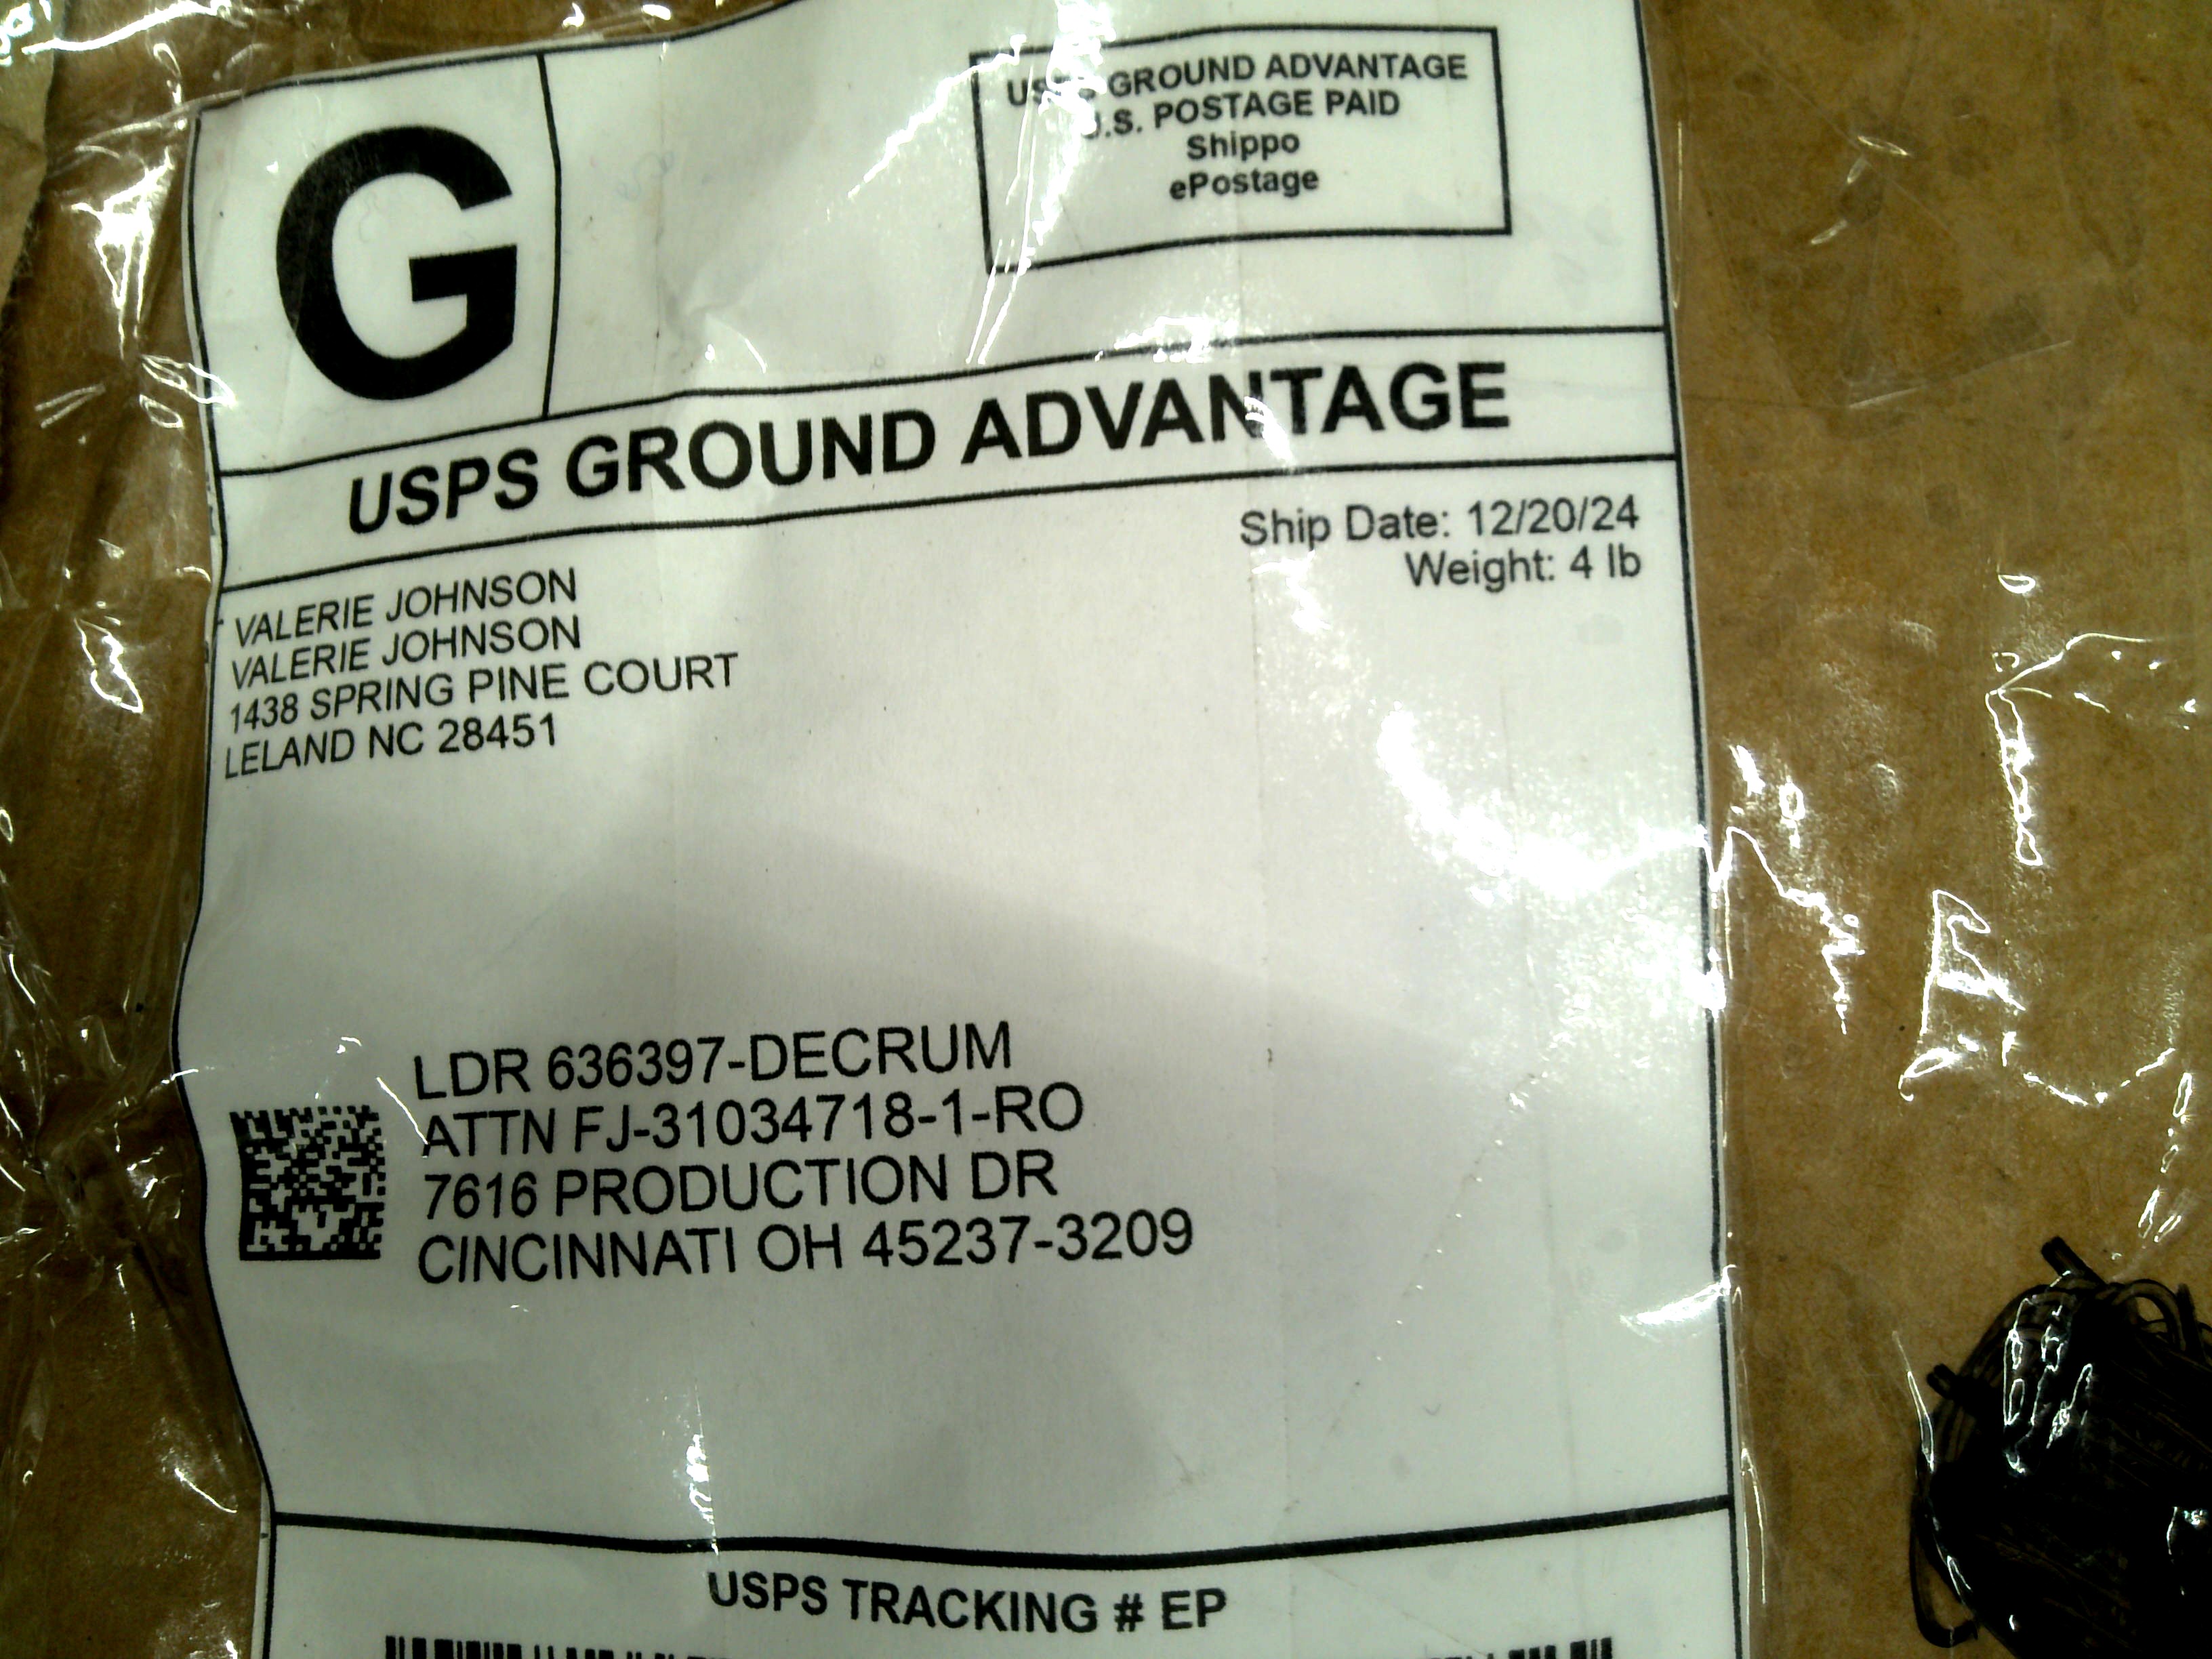 G
USPS GROUND ADVANTAGE
U.S. POSTAGE PAID
Shippo
ePostage
USPS GROUND ADVANTAGE
Ship Date: 12/20/24
Weight: 4 lb
VALERIE JOHNSON
VALERIE JOHNSON
1438 SPRING PINE COURT
LELAND NC 28451
LDR 636397-DECRUM
ATTN FJ-31034718-1-RO
7616 PRODUCTION DR
CINCINNATI OH 45237-3209
USPS TRACKING # EP